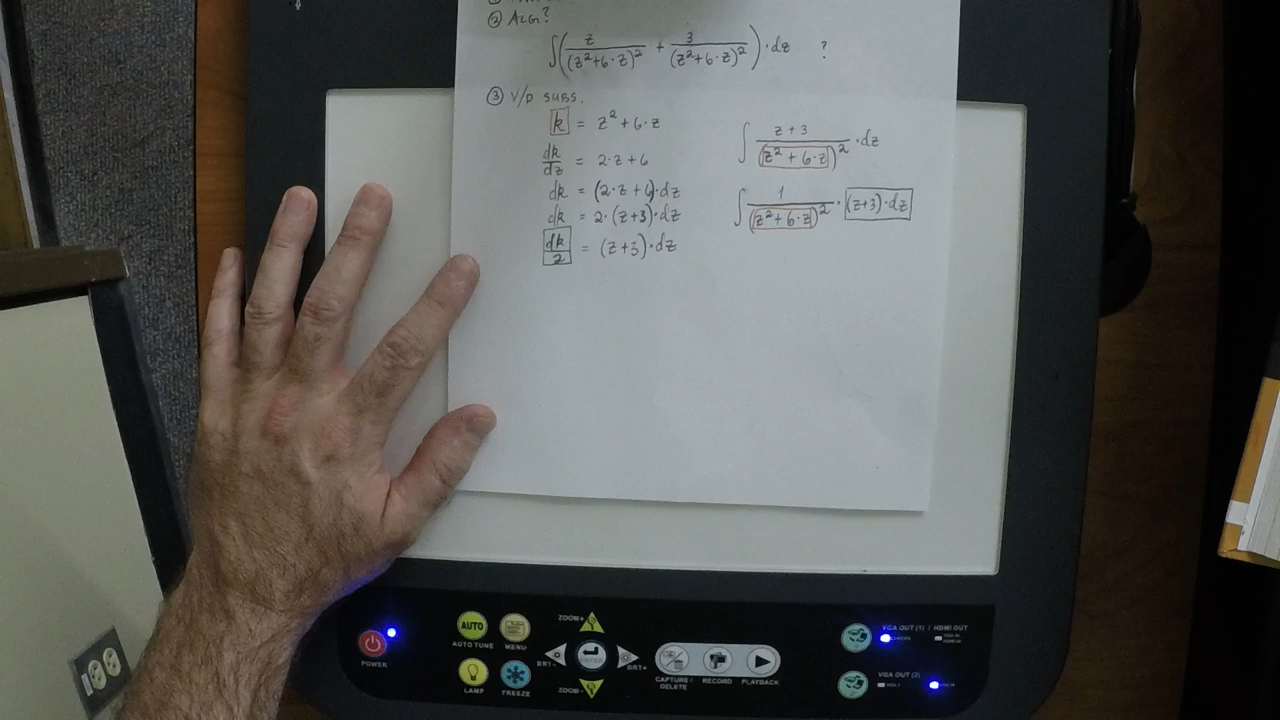 ② ALG?
∫(z/(z²+6·z)² + 3/(z²+6·z)²)·dz ?
③ V/D SUBS.
k = z²+6·z
∫ z+3/(z²+6·z)² ·dz
dk/dz = 2·z+6
dk = (2·z+6)·dz
∫ 1/(z²+6·z)² · (z+3)·dz
dk = 2·(z+3)·dz
dk/2 = (z+3)·dz
POWER
AUTO
AUTO TUNE
MENU
LAMP
FREEZE
ZOOM+
BRT-
ENTER
BRT+
ZOOM-
CAPTURE/
DELETE
RECORD
PLAYBACK
VGA OUT (1) / HDMI OUT
VGA OUT (2)